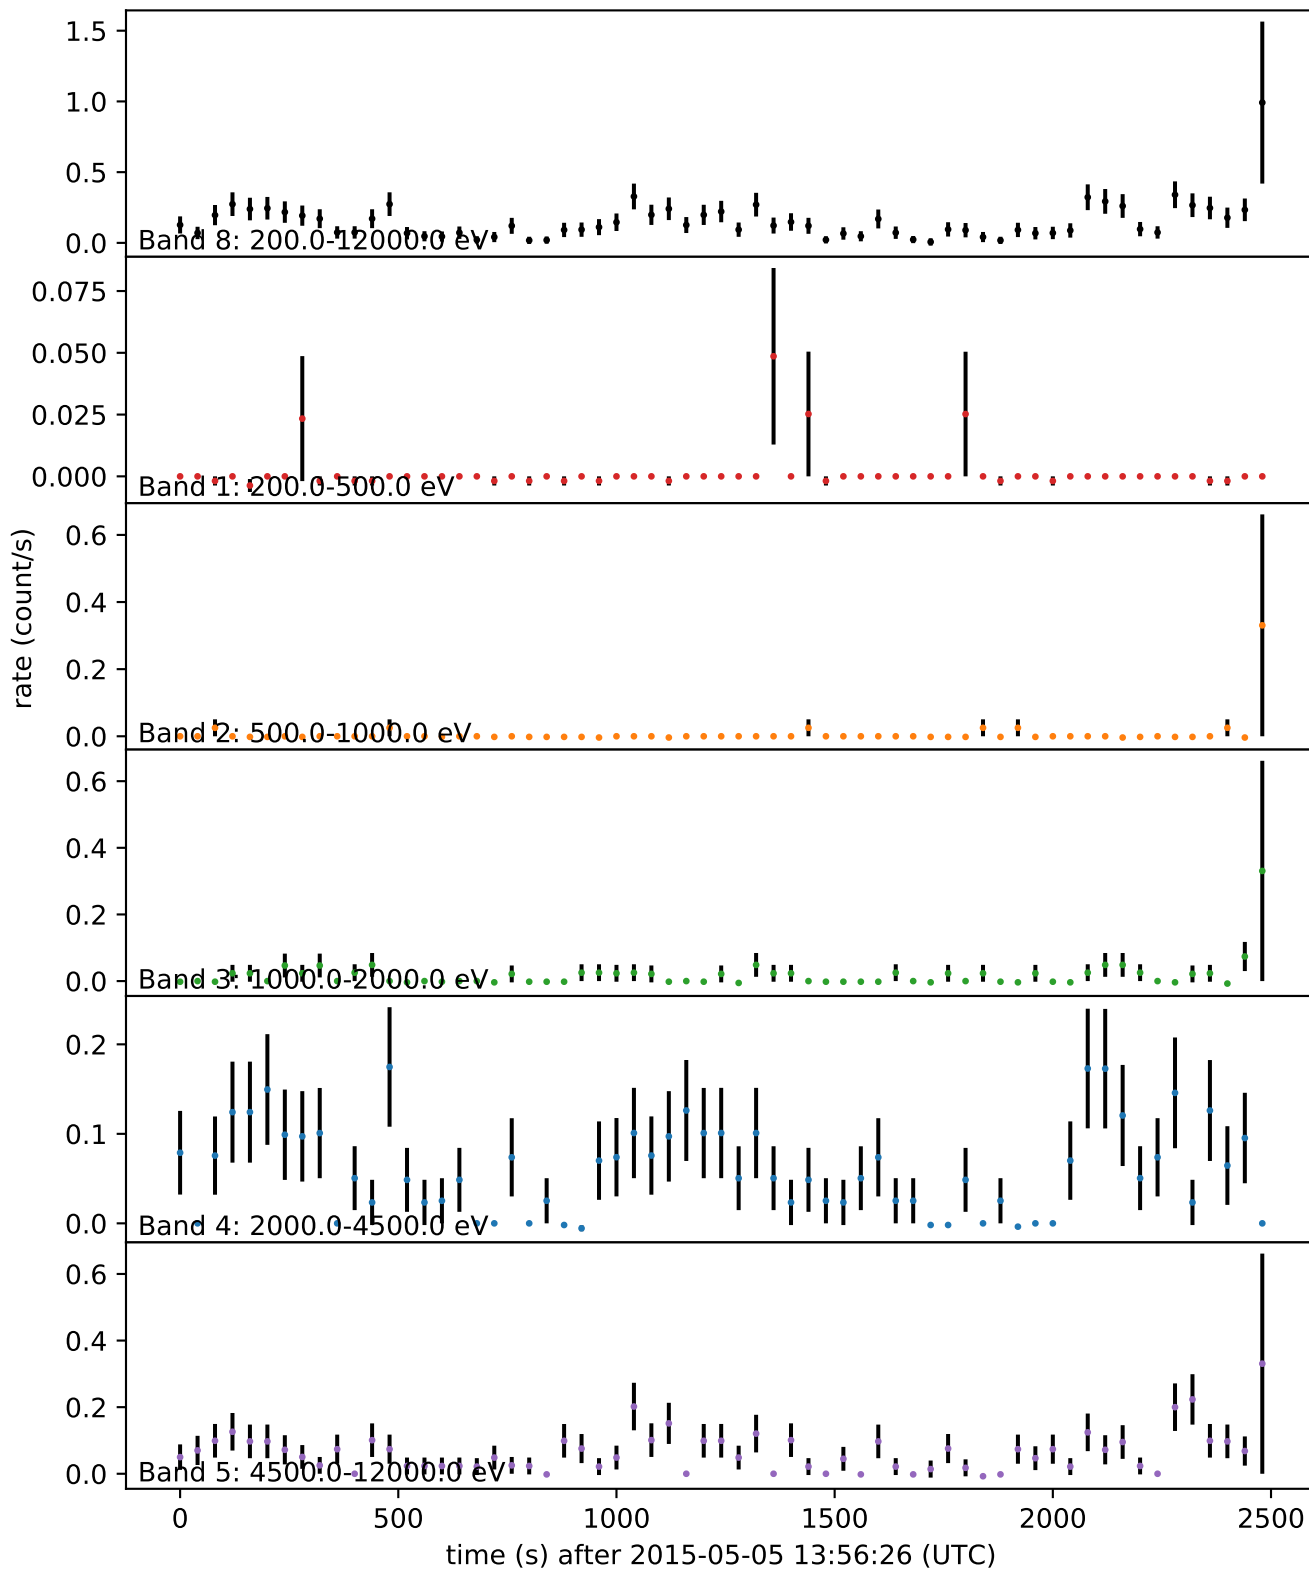 1.5
1.0
0.5
0.0
Band 8: 200.0-12000.0 eV
0.075
0.050
0.025
0.000
Band 1: 200.0-500.0 eV
0.6
0.4
0.2
0.0
Band 2: 500.0-1000.0 eV
rate (count/s)
0.6
0.4
0.2
0.0
Band 3: 1000.0-2000.0 eV
0.2
0.1
0.0
Band 4: 2000.0-4500.0 eV
0.6
0.4
0.2
0.0
Band 5: 4500.0-12000.0 eV
0 500 1000 1500 2000 2500
time (s) after 2015-05-05 13:56:26 (UTC)